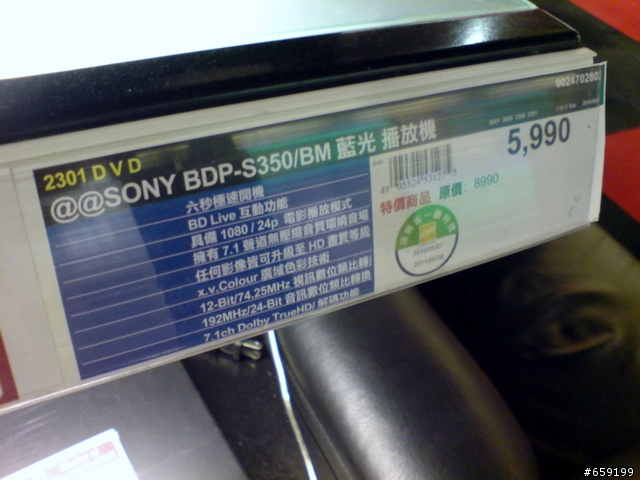 002470280
2301 D V D
@@SONY BDP-S350/BM 藍光 播放機
5,990
六秒極速開機
BD Live 互動功能
具備 1080 / 24p 電影播放模式
擁有 7.1 聲道無壓縮音質環繞音場
任何影像皆可升級至 HD 畫質等級
x.v.Colour 廣域色彩技術
12-Bit/74.25MHz 視訊數位類比轉換
192MHz/24-Bit 音訊數位類比轉換
7.1ch Dolby TrueHD/ 解碼功能
特價商品 原價: 8990
#659199